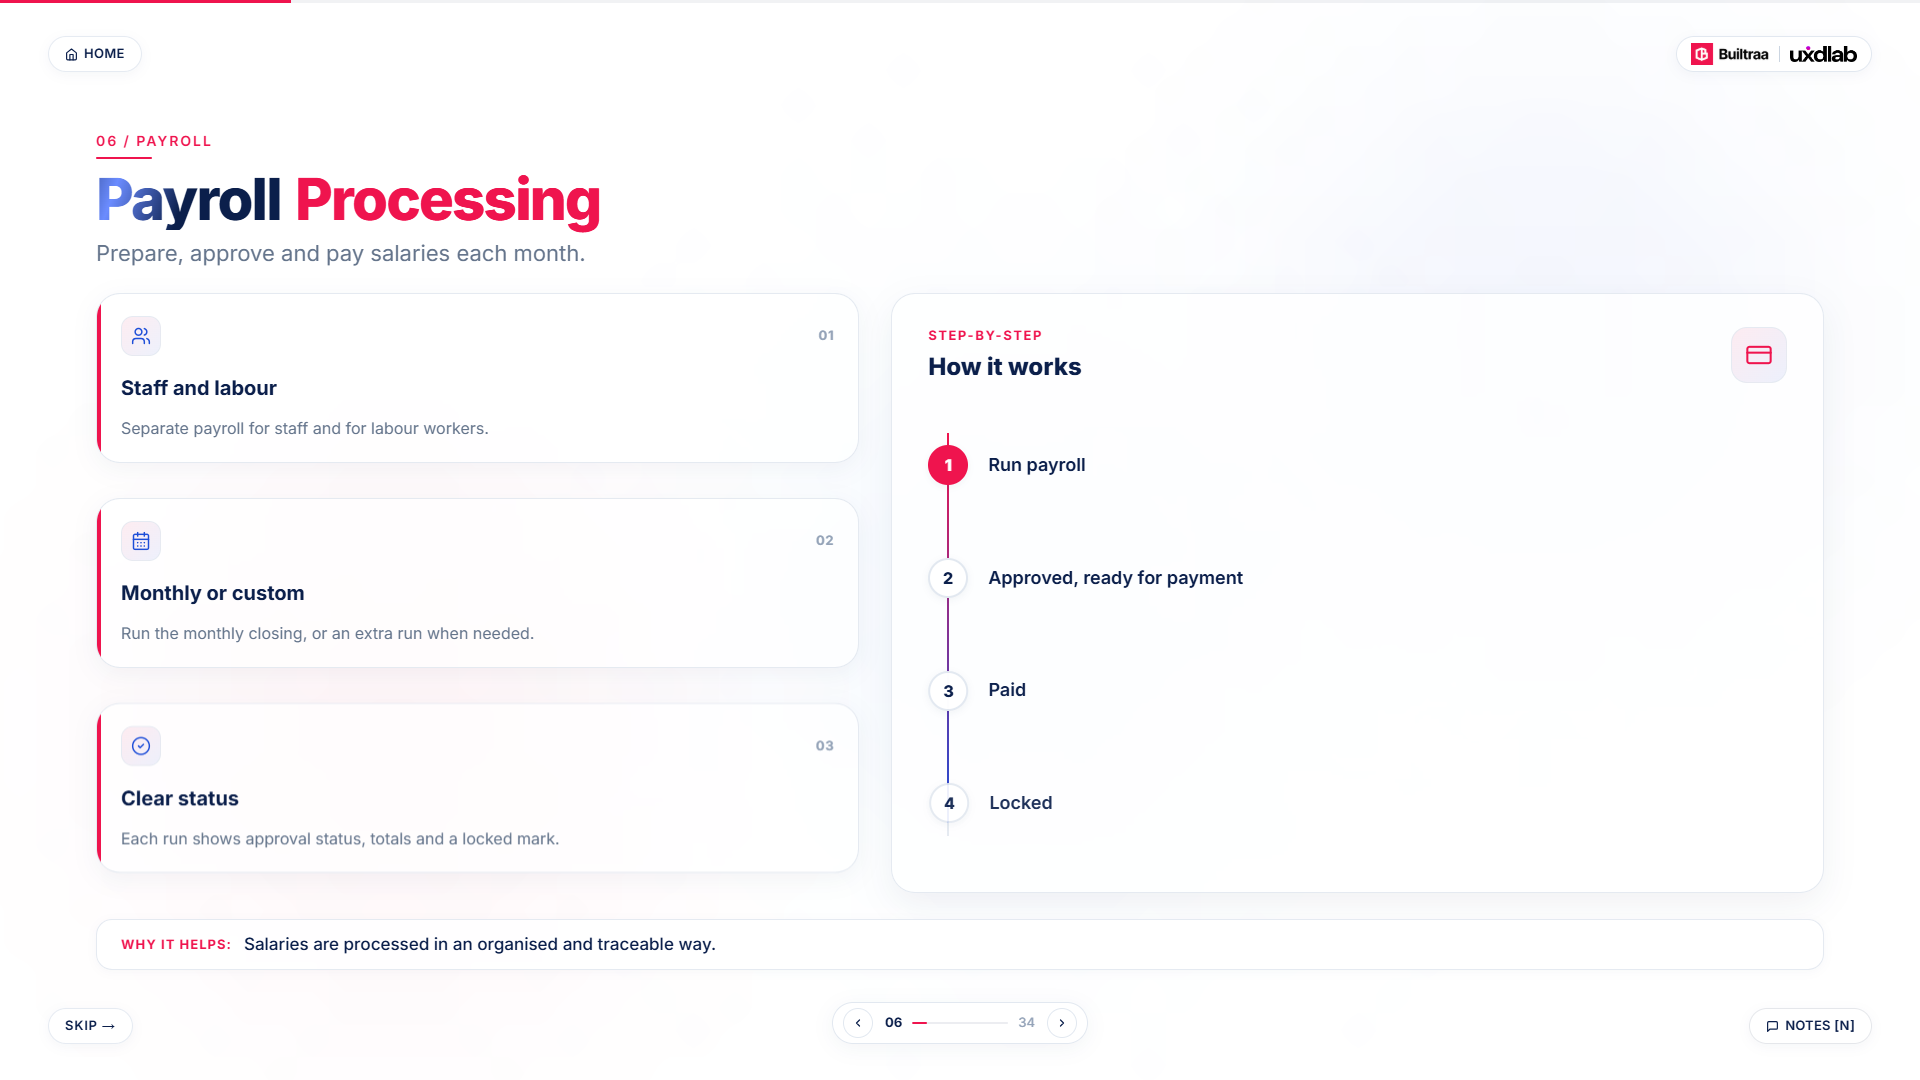 HOME
Builtraa
uxdlab
06 / PAYROLL
Payroll Processing
Prepare, approve and pay salaries each month.
01
Staff and labour
Separate payroll for staff and for labour workers.
02
Monthly or custom
Run the monthly closing, or an extra run when needed.
03
Clear status
Each run shows approval status, totals and a locked mark.
STEP-BY-STEP
How it works
1 Run payroll
2 Approved, ready for payment
3 Paid
4 Locked
WHY IT HELPS: Salaries are processed in an organised and traceable way.
SKIP →
06 34
NOTES [N]